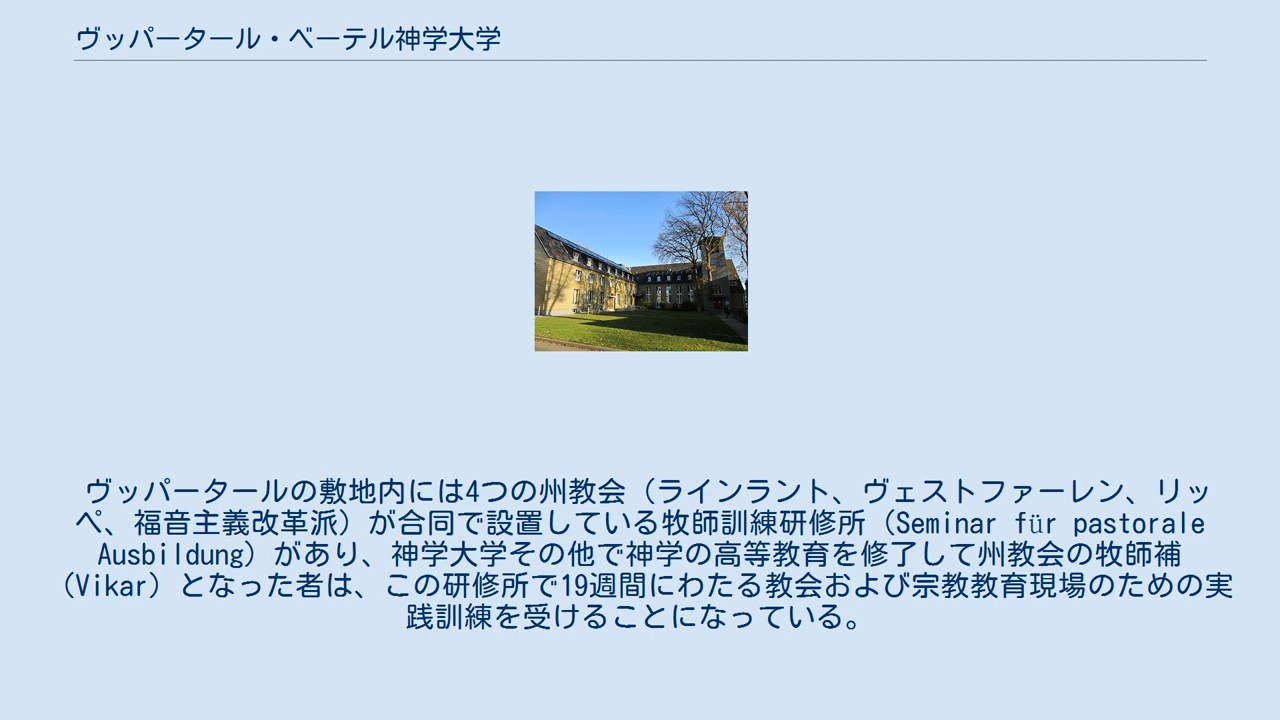 ヴッパータール・ベーテル神学大学
ヴッパータールの敷地内には4つの州教会（ラインラント、ヴェストファーレン、リッ
ペ、福音主義改革派）が合同で設置している牧師訓練研修所（Seminar für pastorale
Ausbildung）があり、神学大学その他で神学の高等教育を修了して州教会の牧師補
（Vikar）となった者は、この研修所で19週間にわたる教会および宗教教育現場のための実
践訓練を受けることになっている。